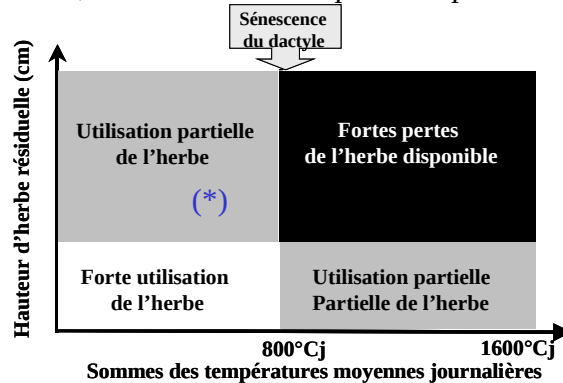 Sénescence
du dactyle
Hauteur d’herbe résiduelle (cm)
Utilisation partielle
de l’herbe
(*)
Fortes pertes
de l’herbe disponible
Forte utilisation
de l’herbe
Utilisation partielle
Partielle de l’herbe
800°Cj
1600°Cj
Sommes des températures moyennes journalières